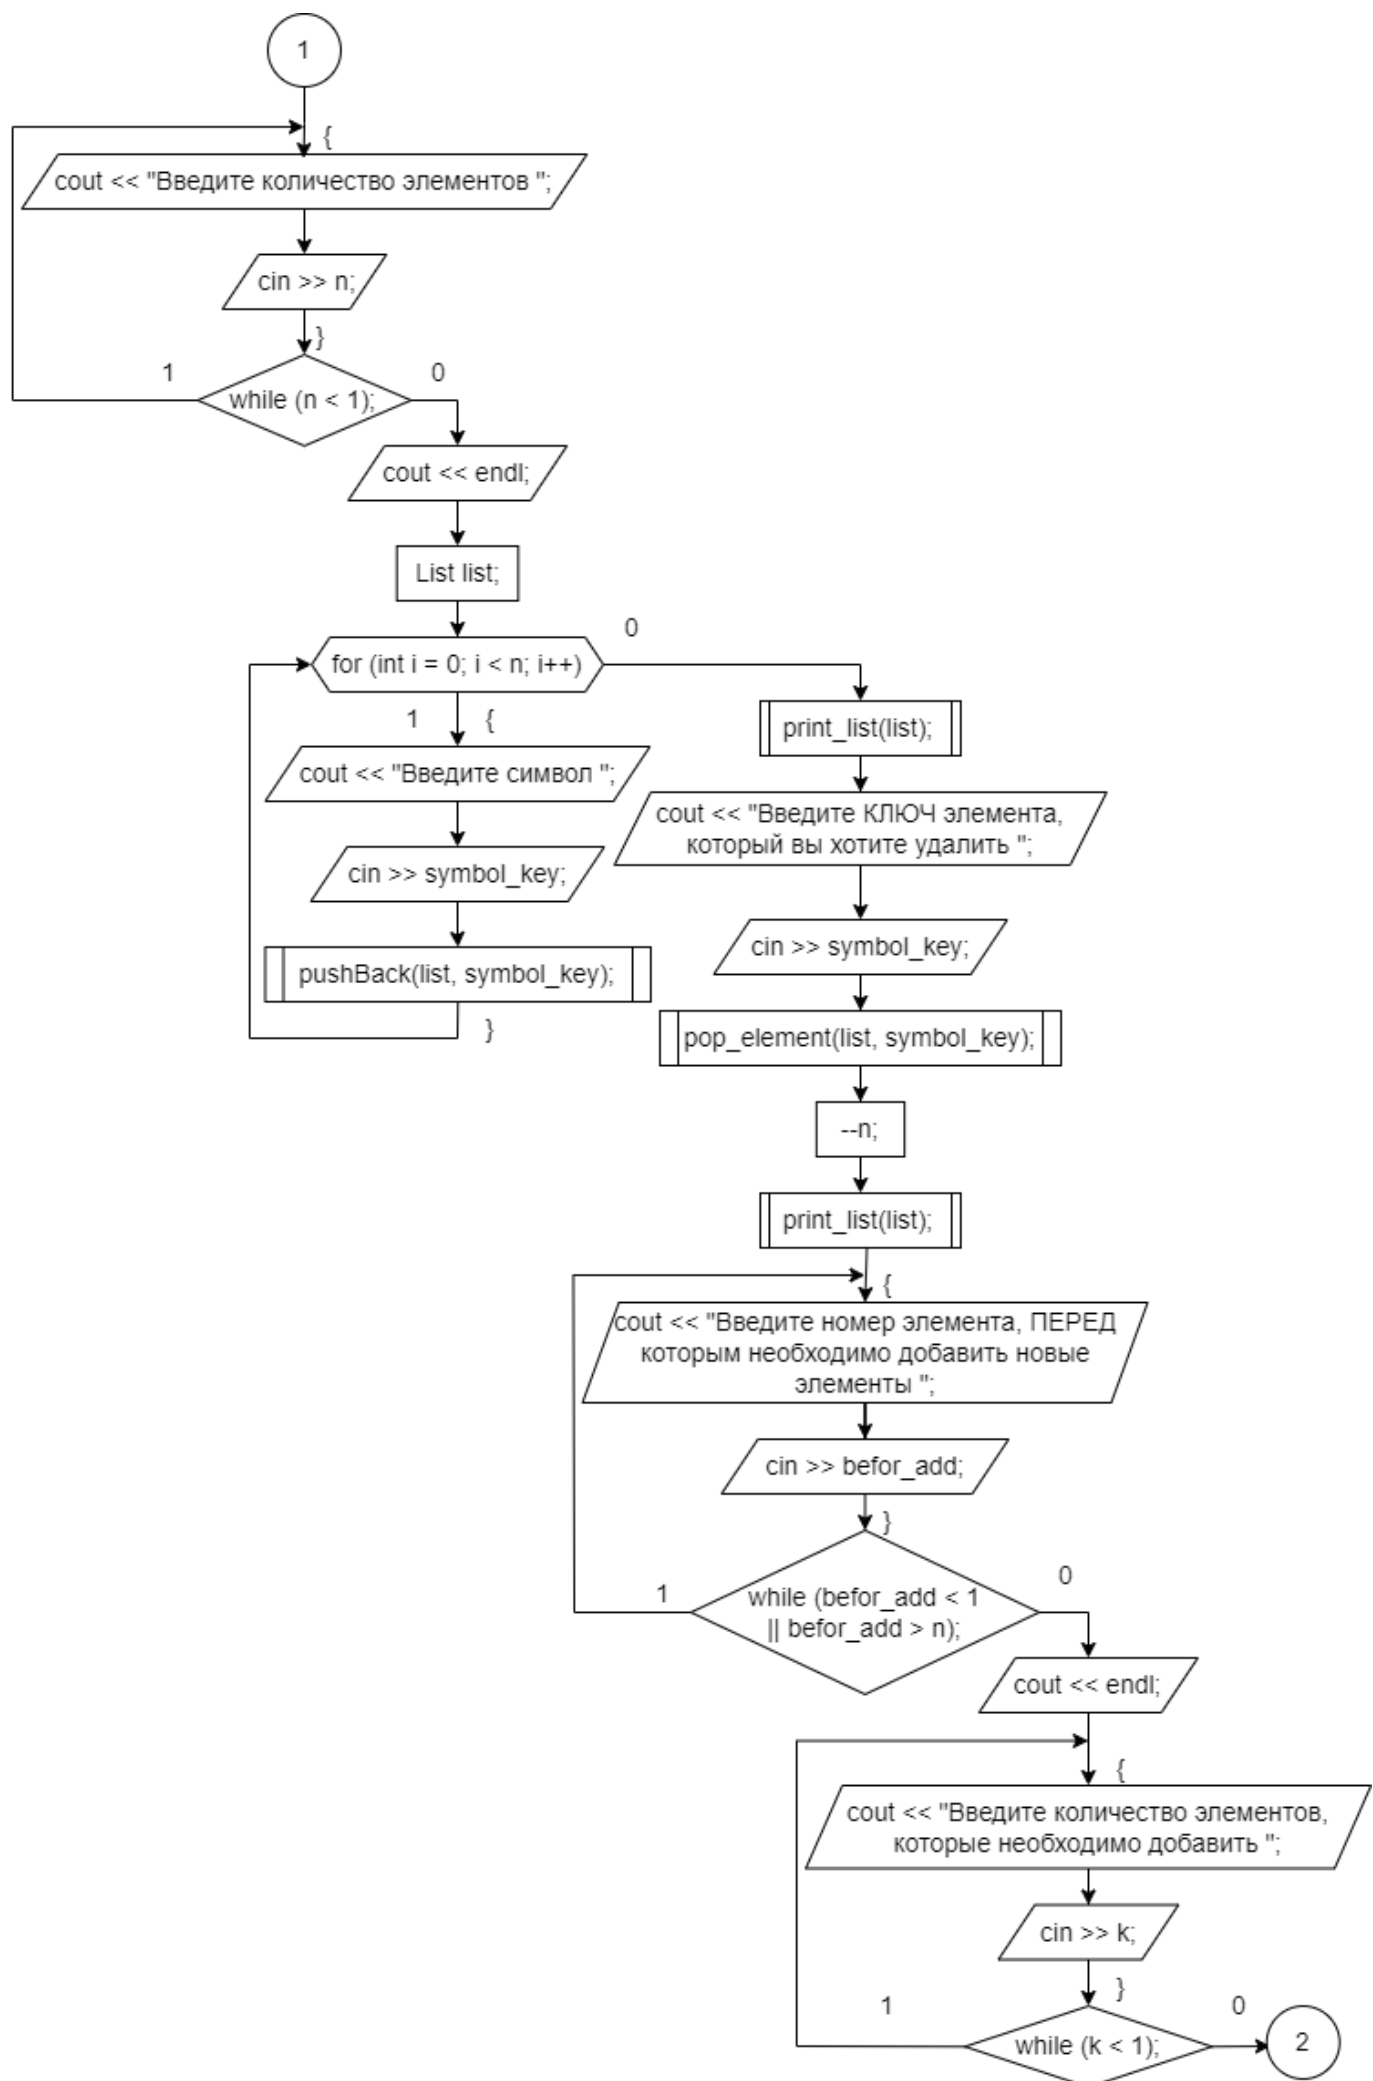 1
{
cout << "Введите количество элементов ";
cin >> n;
}
1
0
while (n < 1);
cout << endl;
List list;
for (int i = 0; i < n; i++)
0
1
{
cout << "Введите символ ";
cin >> symbol_key;
pushBack(list, symbol_key);
}
print_list(list);
cout << "Введите КЛЮЧ элемента,
который вы хотите удалить ";
cin >> symbol_key;
pop_element(list, symbol_key);
--n;
print_list(list);
{
cout << "Введите номер элемента, ПЕРЕД
которым необходимо добавить новые
элементы ";
cin >> befor_add;
}
1
0
while (befor_add < 1
|| befor_add > n);
cout << endl;
{
cout << "Введите количество элементов,
которые необходимо добавить ";
cin >> k;
}
1
0
while (k < 1);
2